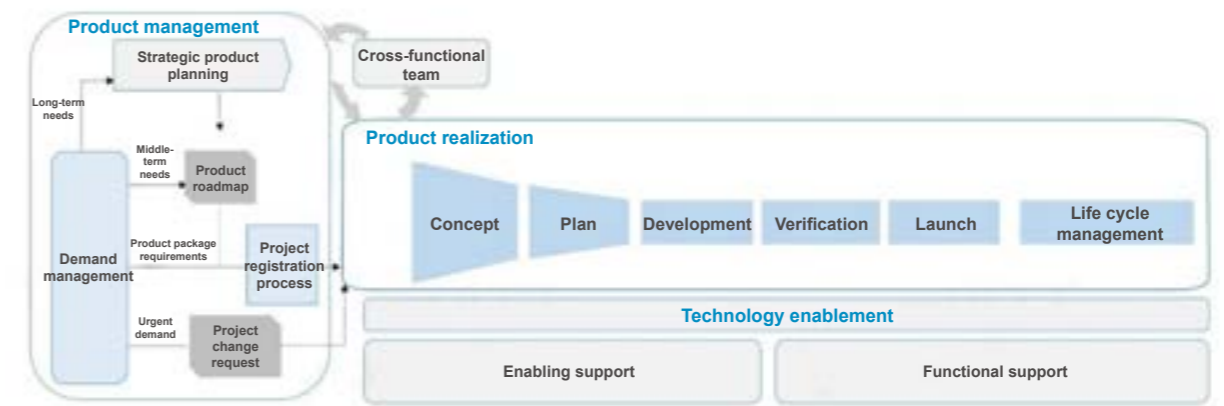 Product management
Strategic product
planning
Cross-functional
team
Long-term
needs
Middle-
term
needs
Product
roadmap
Product package
requirements
Demand
management
Project
registration
process
Urgent
demand
Project
change
request
Product realization
Concept
Plan
Development
Verification
Launch
Life cycle
management
Technology enablement
Enabling support
Functional support